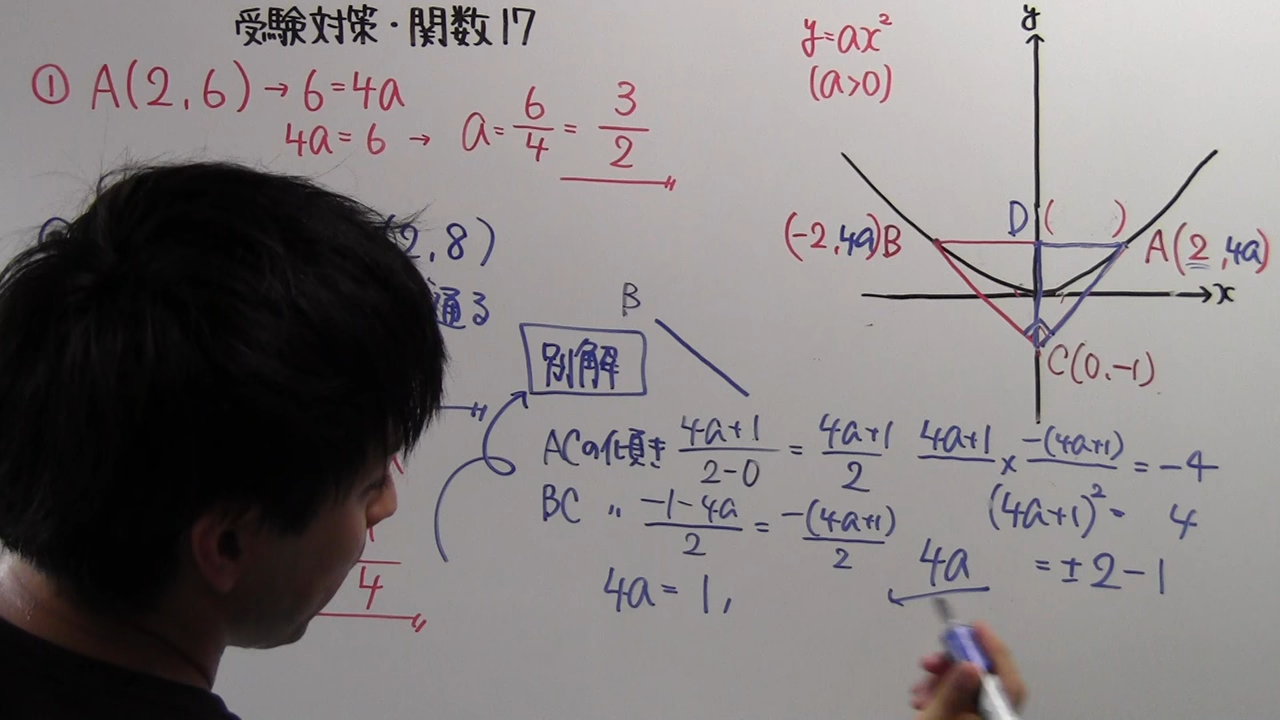 受験対策・関数17
① A(2,6)→6=4a
4a=6 → a=6/4=3/2
2,8)
通る
4
y=ax²
(a>0)
y
x
D( )
(-2,4a)B
A(2,4a)
C(0,-1)
B
別解
ACの傾き (4a+1)/(2-0) = (4a+1)/2
BC 〃 (-1-4a)/2 = -(4a+1)/2
4a=1,
4a+1 × -(4a+1) = -4
(4a+1)²= 4
4a =±2-1